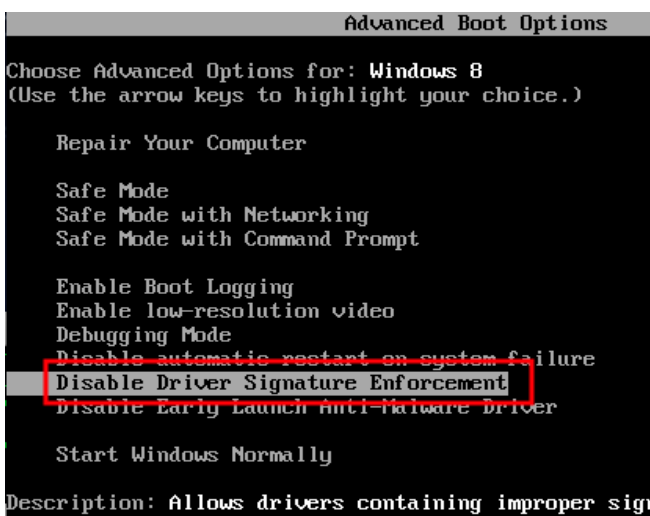 Advanced Boot Options
Choose Advanced Options for: Windows 8
(Use the arrow keys to highlight your choice.)
Repair Your Computer
Safe Mode
Safe Mode with Networking
Safe Mode with Command Prompt
Enable Boot Logging
Enable low-resolution video
Debugging Mode
Disable automatic restart on system failure
Disable Driver Signature Enforcement
Disable Early Launch Anti-Malware Driver
Start Windows Normally
Description: Allows drivers containing improper sig